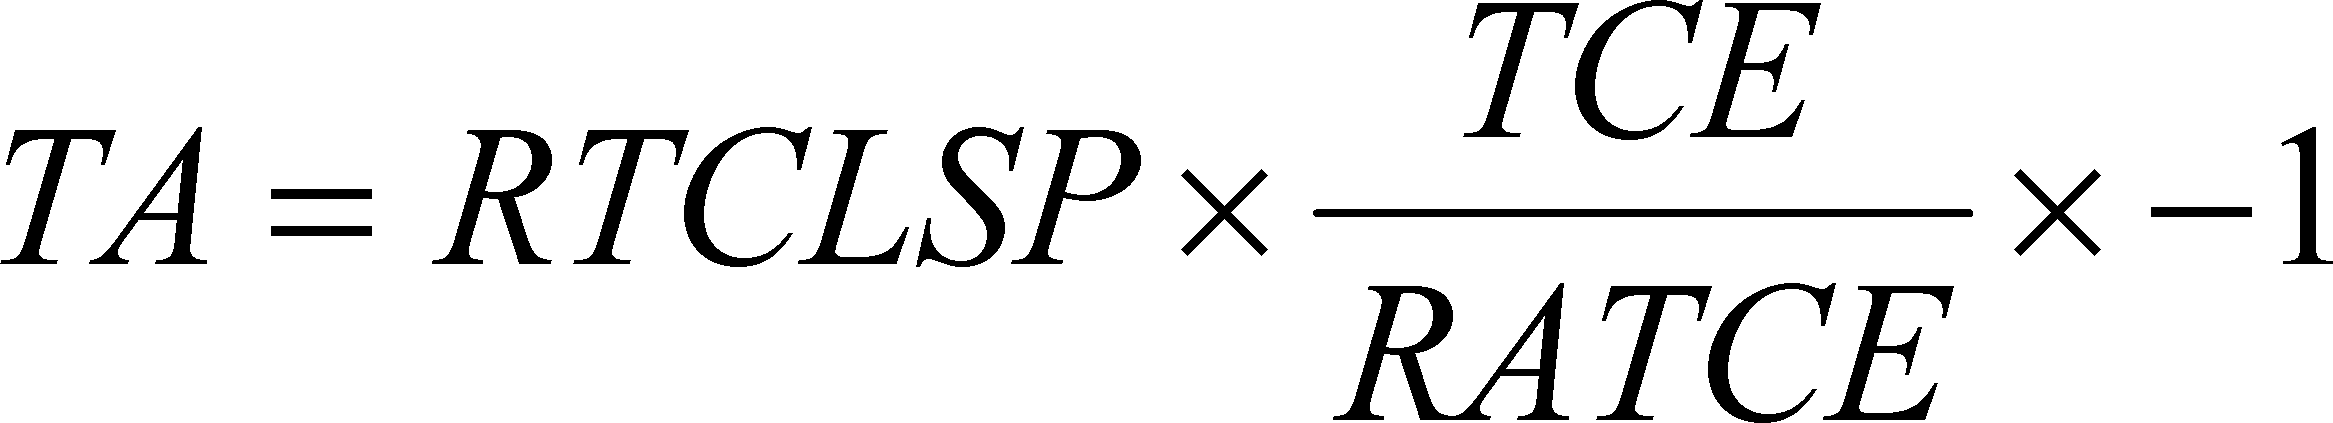 TA = RTCLSP × TCE / RATCE × −1